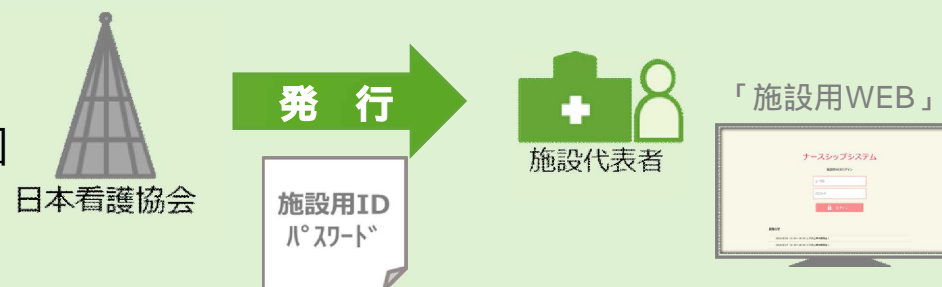 日本看護協会
発 行
施設用ID
ﾊﾟｽﾜｰﾄﾞ
施設代表者
「施設用WEB」
ナースシップシステム